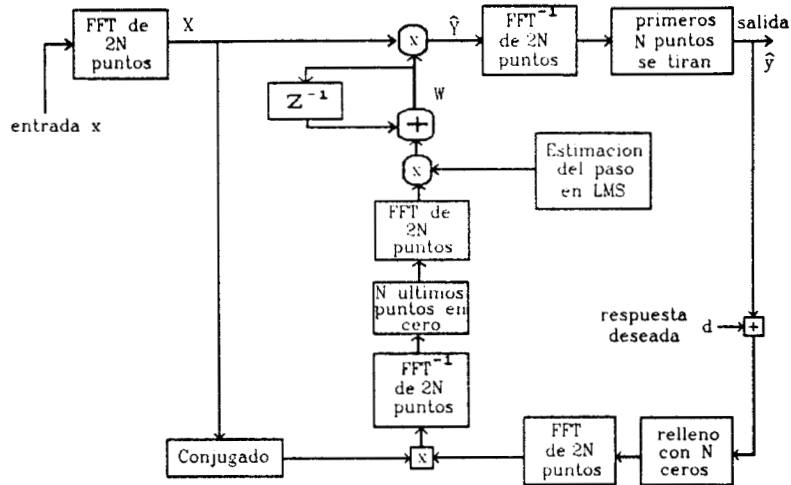 FFT de
2N
puntos
X
x
Ŷ
FFT⁻¹
de 2N
puntos
primeros
N puntos
se tiran
salida
ŷ
entrada x
Z⁻¹
W
+
x
Estimacion
del paso
en LMS
FFT de
2N
puntos
N ultimos
puntos en
cero
respuesta
deseada
d
+
FFT⁻¹
de 2N
puntos
Conjugado
x
FFT
de 2N
puntos
relleno
con N
ceros